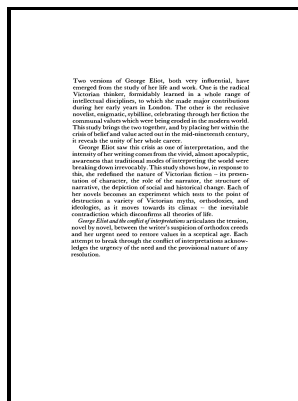 Two versions of George Eliot, both very influential, have
emerged from the study of her life and work. One is the radical
Victorian thinker, formidably learned in a whole range of
intellectual disciplines, to which she made major contributions
during her early years in London. The other is the reclusive
novelist, enigmatic, sybilline, celebrating through her fiction the
communal values which were being eroded in the modern world.
This study brings the two together, and by placing her within the
crisis of belief and value acted out in the mid-nineteenth century,
it reveals the unity of her whole career.
George Eliot saw this crisis as one of interpretation, and the
intensity of her writing comes from the vivid, almost apocalyptic,
awareness that traditional modes of interpreting the world were
breaking down irrevocably. This study shows how, in response to
this, she redefined the nature of Victorian fiction – its presen-
tation of character, the role of the narrator, the structure of
narrative, the depiction of social and historical change. Each of
her novels becomes an experiment which tests to the point of
destruction a variety of Victorian myths, orthodoxies, and
ideologies, as it moves towards its climax – the inevitable
contradiction which disconfirms all theories of life.
George Eliot and the conflict of interpretations articulates the tension,
novel by novel, between the writer's suspicion of orthodox creeds
and her urgent need to restore values in a sceptical age. Each
attempt to break through the conflict of interpretations acknow-
ledges the urgency of the need and the provisional nature of any
resolution.